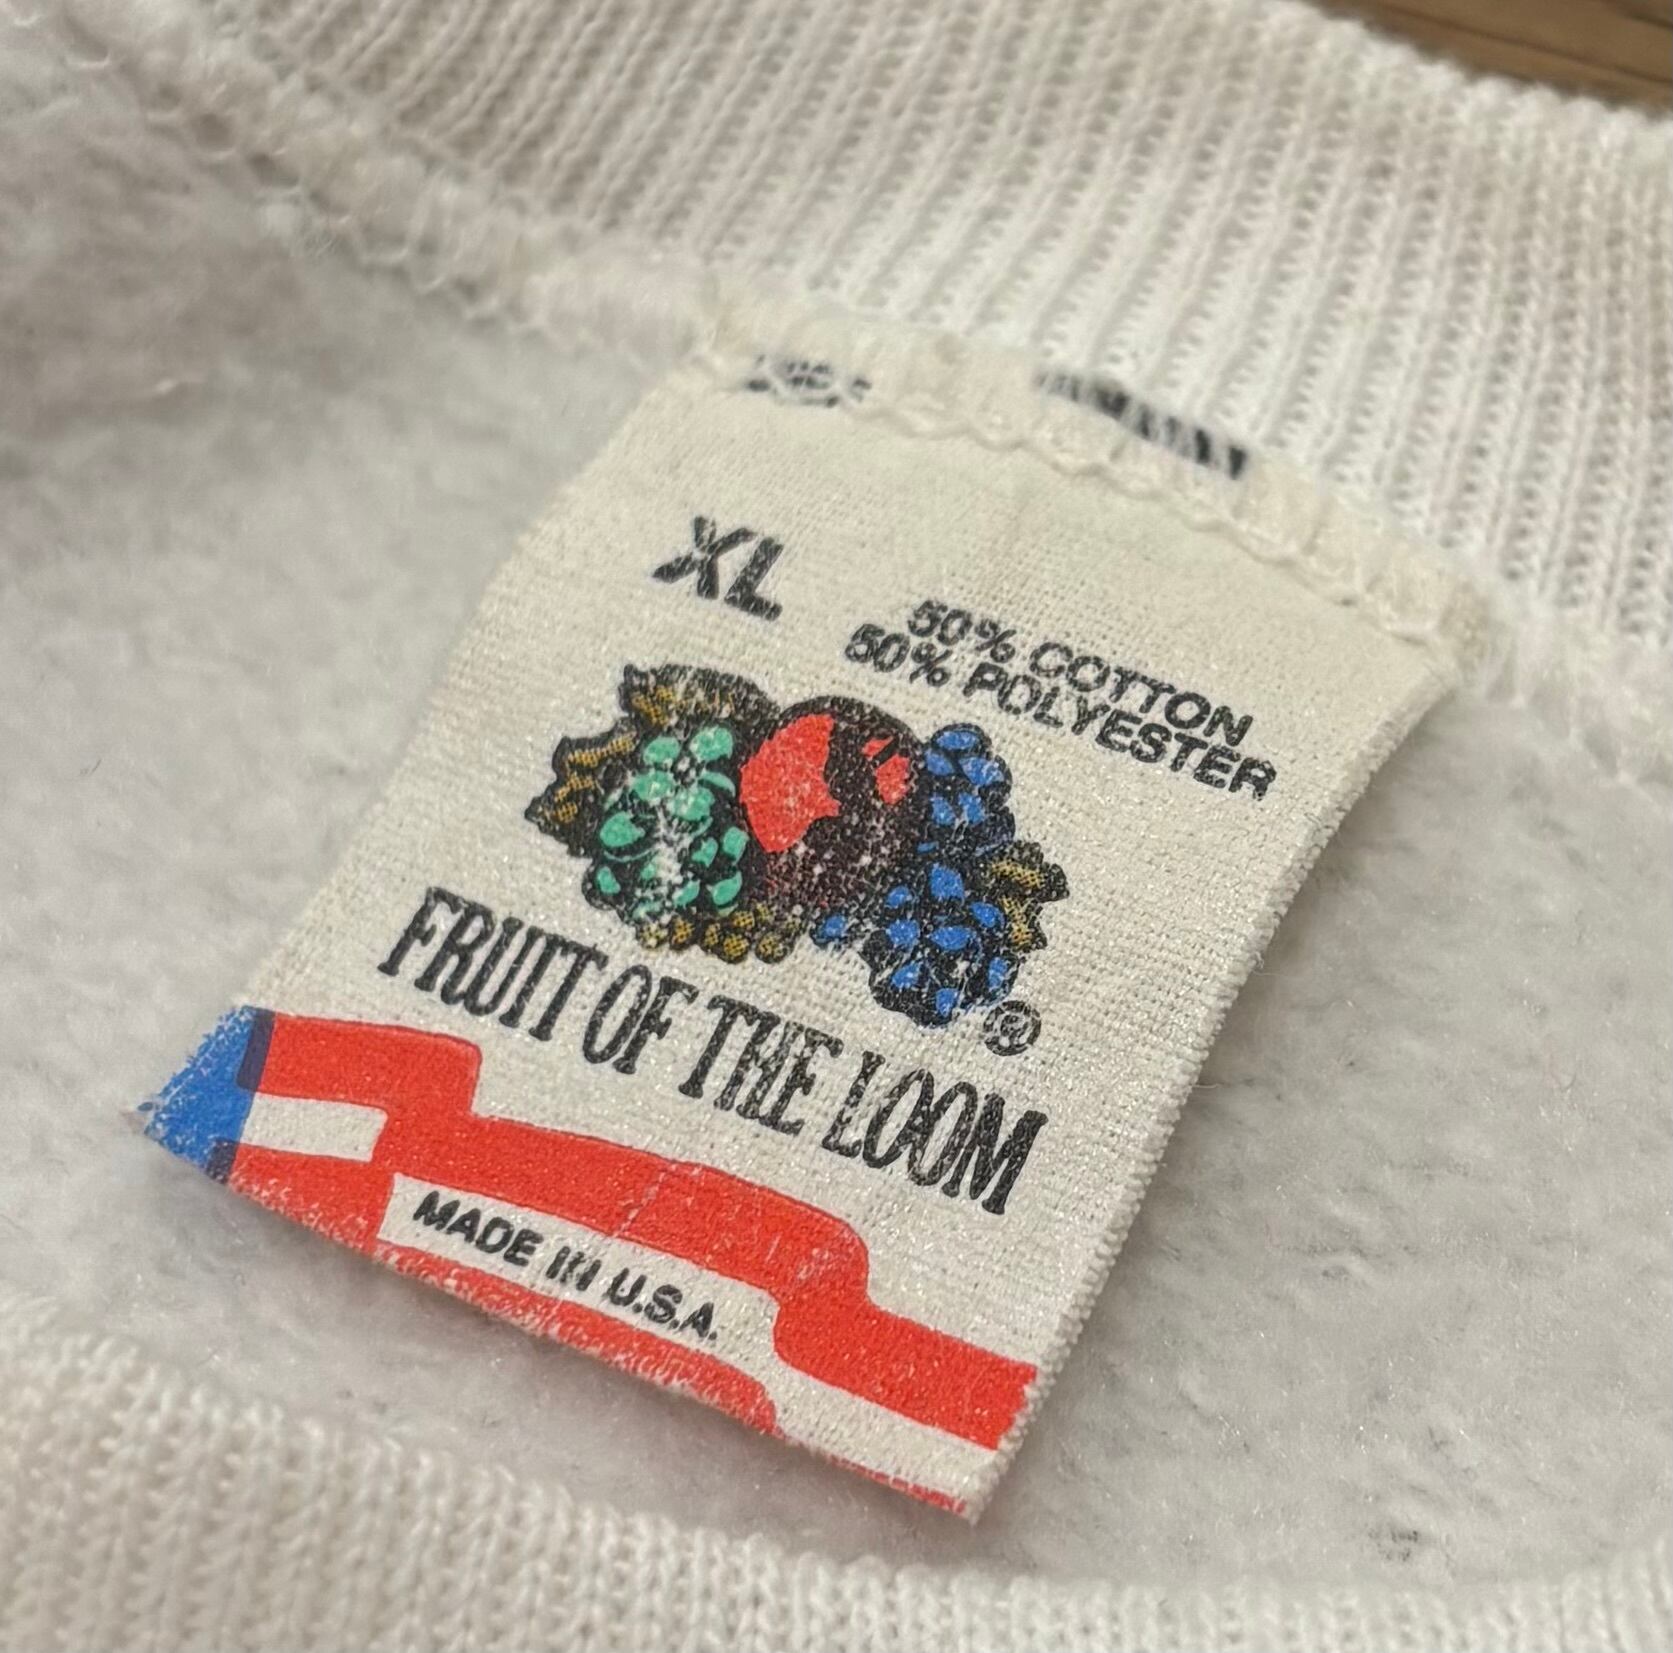 XL
50% COTTON
50% POLYESTER
®
FRUIT OF THE LOOM
MADE IN U.S.A.